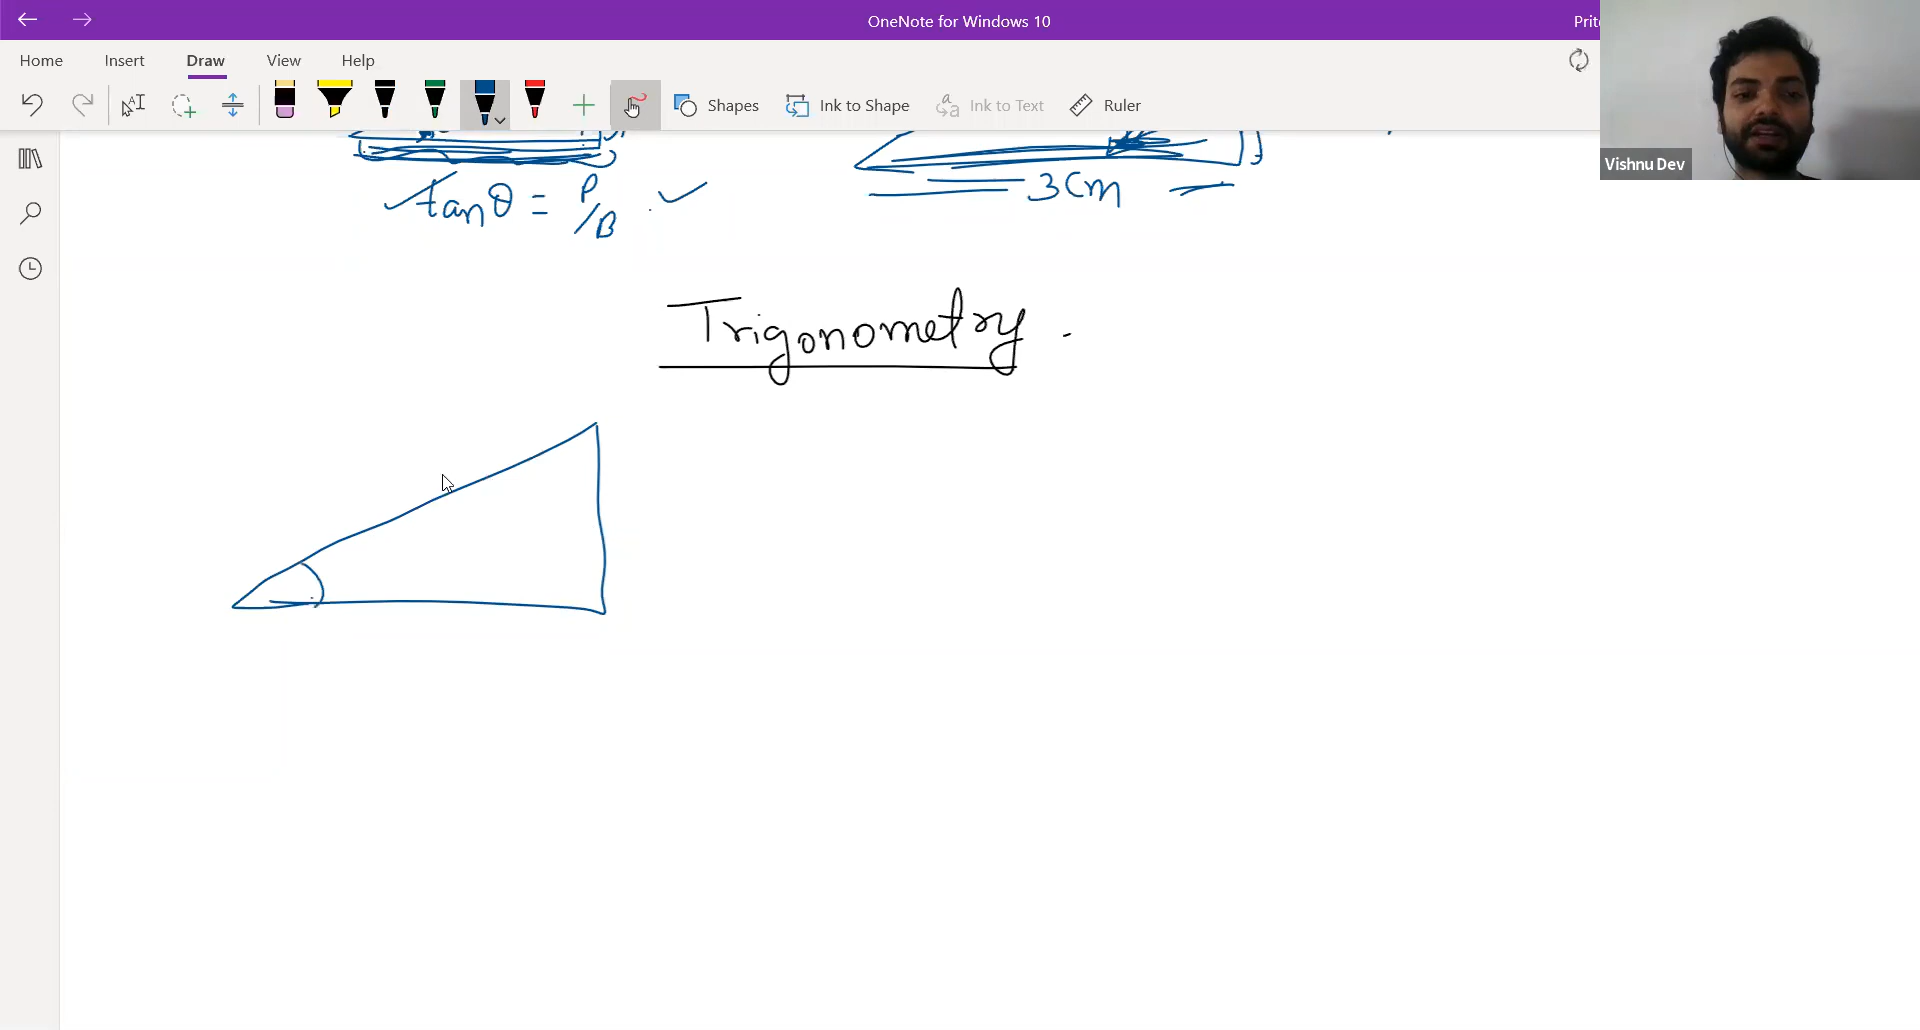 OneNote for Windows 10
Home Insert Draw View Help
Shapes Ink to Shape Ink to Text Ruler
Vishnu Dev
tanθ = P/B
3cm
Trigonometry